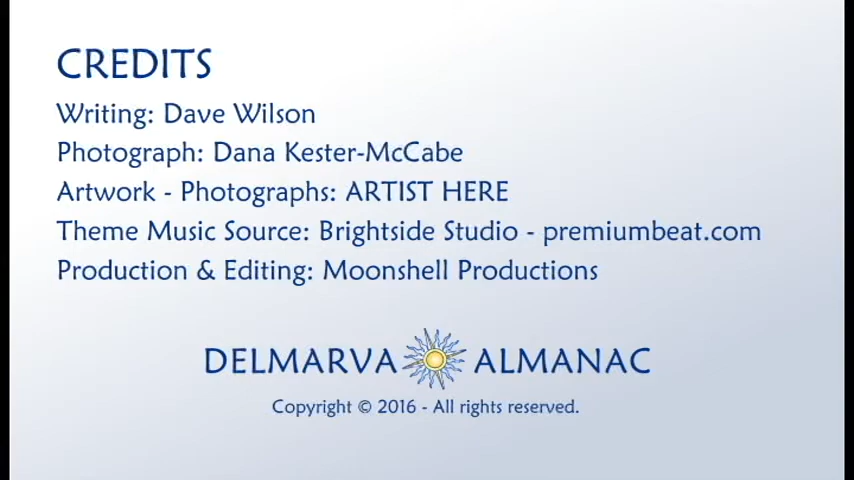 CREDITS
Writing: Dave Wilson
Photograph: Dana Kester-McCabe
Artwork - Photographs: ARTIST HERE
Theme Music Source: Brightside Studio - premiumbeat.com
Production & Editing: Moonshell Productions
DELMARVA ALMANAC
Copyright © 2016 - All rights reserved.